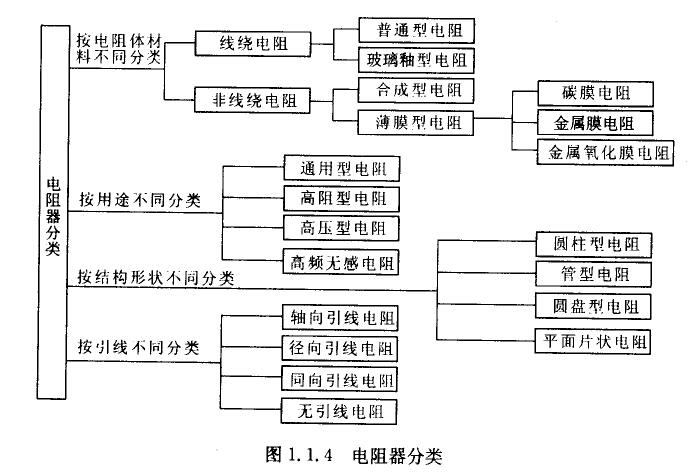 电阻器分类
按电阻体材
料不同分类
线绕电阻
普通型电阻
玻璃釉型电阻
非线绕电阻
合成型电阻
薄膜型电阻
碳膜电阻
金属膜电阻
金属氧化膜电阻
按用途不同分类
通用型电阻
高阻型电阻
高压型电阻
高频无感电阻
按结构形状不同分类
圆柱型电阻
管型电阻
圆盘型电阻
平面片状电阻
按引线不同分类
轴向引线电阻
径向引线电阻
同向引线电阻
无引线电阻
图1.1.4 电阻器分类